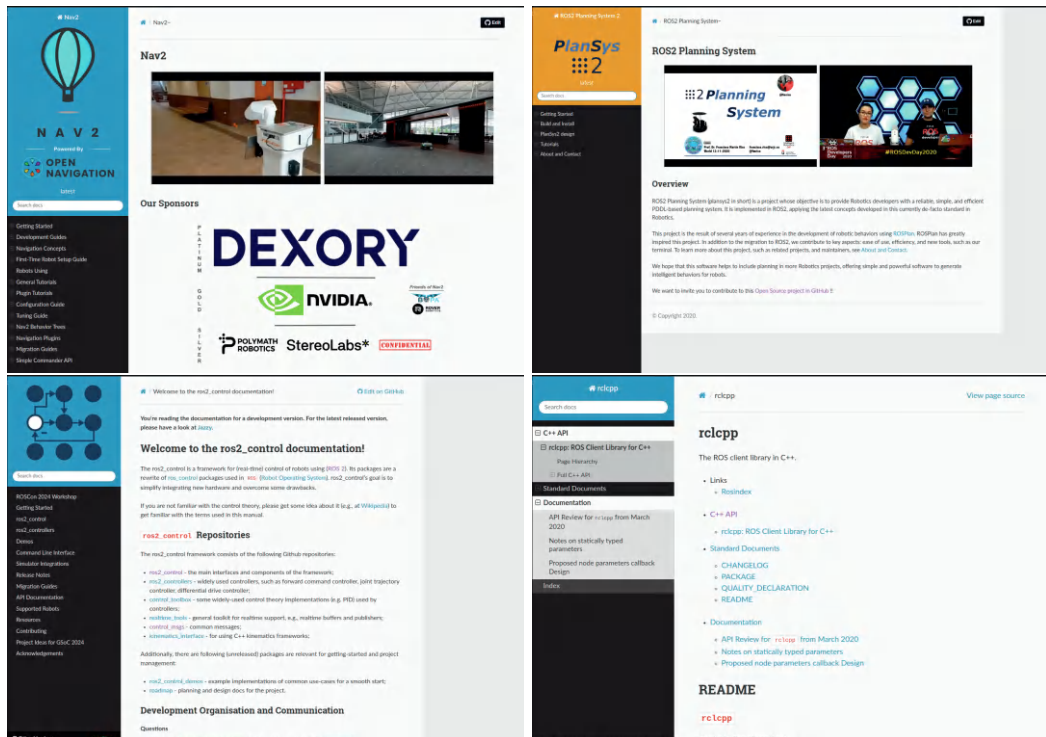 Nav2
N A V 2
Powered By
OPEN
NAVIGATION
latest
Search docs
Getting Started
Development Guides
Navigation Concepts
First-Time Robot Setup Guide
Robots Using
General Tutorials
Plugin Tutorials
Configuration Guide
Tuning Guide
Nav2 Behavior Trees
Navigation Plugins
Migration Guides
Simple Commander API
/ Nav2-
Edit
Nav2
Our Sponsors
PLATINUM
DEXORY
GOLD
NVIDIA.
Friends of Nav2
SILVER
POLYMATH
ROBOTICS
StereoLabs*
CONFIDENTIAL
ROS2 Planning System 2
PlanSys
2
latest
Search docs
Getting Started
Build and Install
PlanSys2 design
Tutorials
About and Contact
/ ROS2 Planning System-
Edit
ROS2 Planning System
2 Planning
System
#ROSDevDay2020
Overview
ROS2 Planning System (plansys2 in short) is a project whose objective is to provide Robotics developers with a reliable, simple, and efficient
PDDL-based planning system. It is implemented in ROS2, applying the latest concepts developed in this currently de-facto standard in
Robotics.
This project is the result of several years of experience in the development of robotic behaviors using ROSPlan. ROSPlan has greatly
inspired this project. In addition to the migration to ROS2, we contribute to key aspects: ease of use, efficiency, and new tools, such as our
terminal. To learn more about this project, such as related projects, and maintainers, see About and Contact.
We hope that this software helps to include planning in more Robotics projects, offering simple and powerful software to generate
intelligent behaviors for robots.
We want to invite you to contribute to this Open Source project in GitHub !!
© Copyright 2020.
Search docs
ROSCon 2024 Workshop
Getting Started
ros2_control
ros2_controllers
Demos
Command Line Interface
Simulator Integrations
Release Notes
Migration Guides
API Documentation
Supported Robots
Resources
Contributing
Project Ideas for GSoC 2024
Acknowledgements
/ Welcome to the ros2_control documentation!
Edit on GitHub
You're reading the documentation for a development version. For the latest released version,
please have a look at Jazzy.
Welcome to the ros2_control documentation!
The ros2_control is a framework for (real-time) control of robots using (ROS 2). Its packages are a
rewrite of ros_control packages used in ROS (Robot Operating System). ros2_control's goal is to
simplify integrating new hardware and overcome some drawbacks.
If you are not familiar with the control theory, please get some idea about it (e.g., at Wikipedia) to
get familiar with the terms used in this manual.
ros2_control Repositories
The ros2_control framework consists of the following Github repositories:
ros2_control - the main interfaces and components of the framework;
ros2_controllers - widely used controllers, such as forward command controller, joint trajectory
controller, differential drive controller;
control_toolbox - some widely-used control theory implementations (e.g. PID) used by
controllers;
realtime_tools - general toolkit for realtime support, e.g., realtime buffers and publishers;
control_msgs - common messages;
kinematics_interface - for using C++ kinematics frameworks;
Additionally, there are following (unreleased) packages are relevant for getting-started and project
management:
ros2_control_demos - example implementations of common use-cases for a smooth start;
roadmap - planning and design docs for the project.
Development Organisation and Communication
Questions
rclcpp
Search docs
C++ API
rclcpp: ROS Client Library for C++
Page Hierarchy
Full C++ API
Standard Documents
Documentation
API Review for rclcpp from March
2020
Notes on statically typed
parameters
Proposed node parameters callback
Design
Index
/ rclcpp
View page source
rclcpp
The ROS client library in C++.
Links
Rosindex
C++ API
rclcpp: ROS Client Library for C++
Standard Documents
CHANGELOG
PACKAGE
QUALITY_DECLARATION
README
Documentation
API Review for rclcpp from March 2020
Notes on statically typed parameters
Proposed node parameters callback Design
README
rclcpp